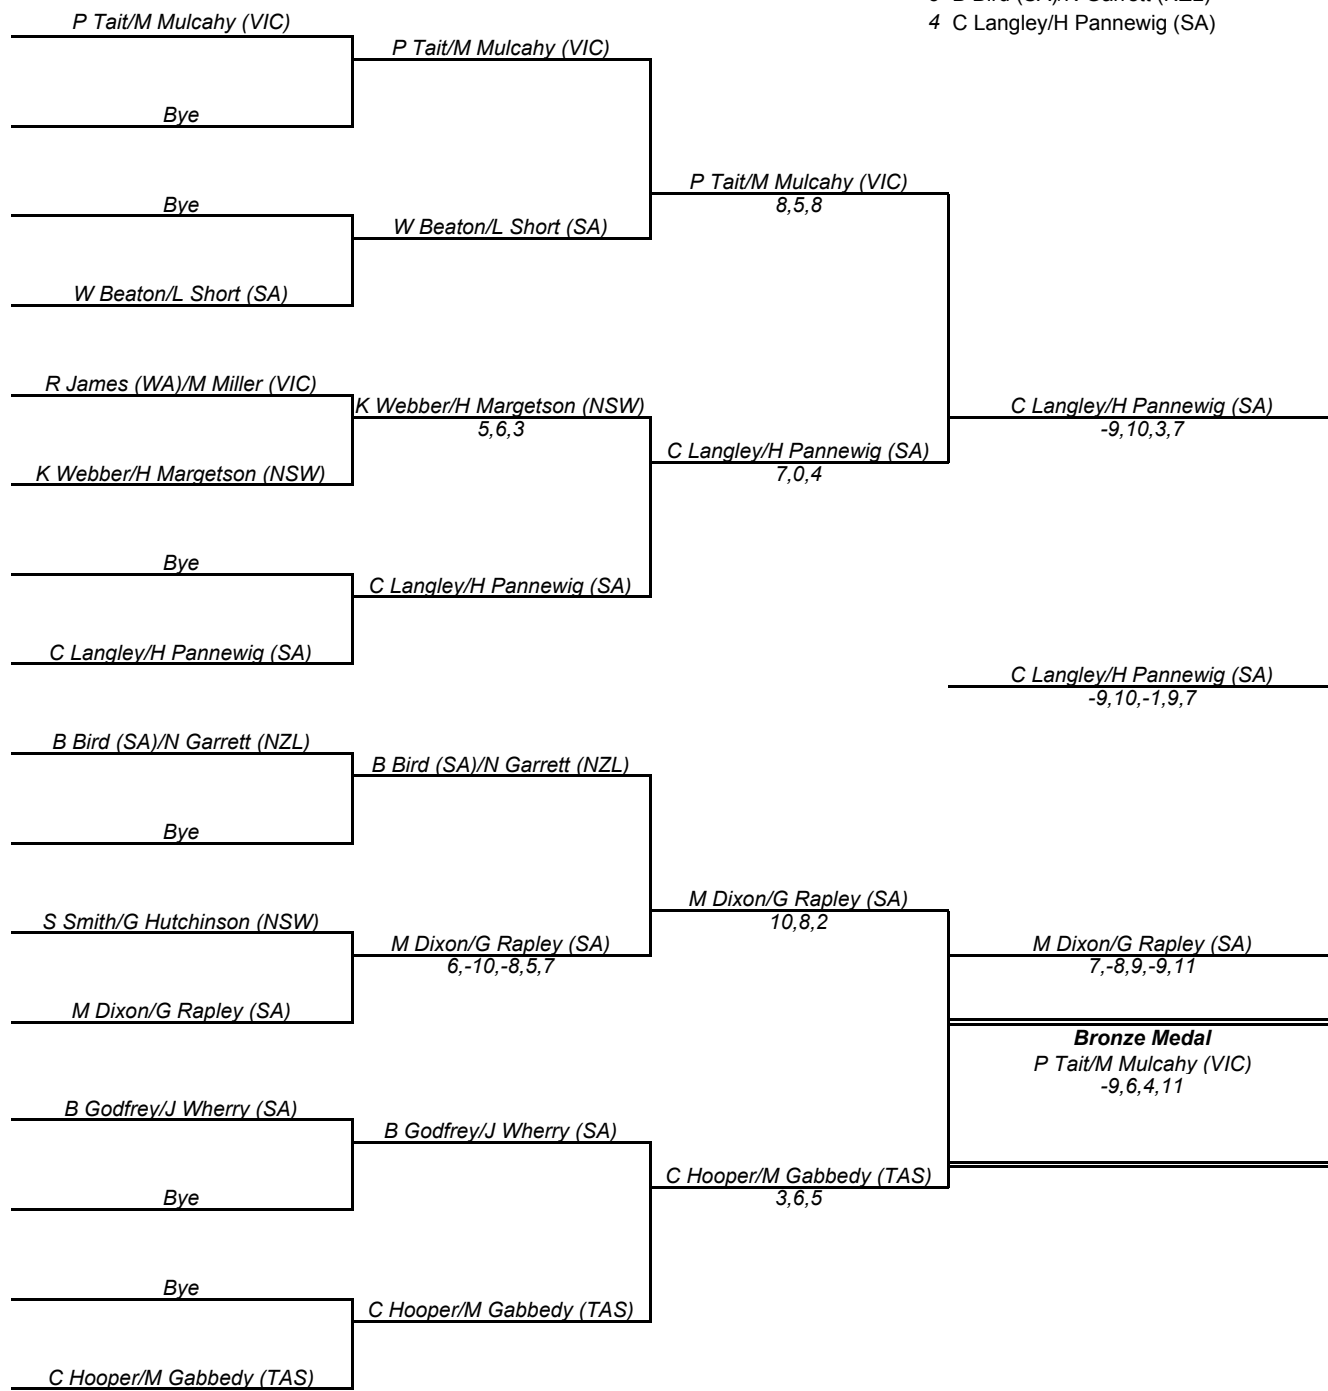 3 B Bird (SA)/N Garrett (NZL)
4 C Langley/H Pannewig (SA)
P Tait/M Mulcahy (VIC)
Bye
Bye
W Beaton/L Short (SA)
R James (WA)/M Miller (VIC)
K Webber/H Margetson (NSW)
Bye
C Langley/H Pannewig (SA)
B Bird (SA)/N Garrett (NZL)
Bye
S Smith/G Hutchinson (NSW)
M Dixon/G Rapley (SA)
B Godfrey/J Wherry (SA)
Bye
Bye
C Hooper/M Gabbedy (TAS)
P Tait/M Mulcahy (VIC)
W Beaton/L Short (SA)
K Webber/H Margetson (NSW)
5,6,3
C Langley/H Pannewig (SA)
B Bird (SA)/N Garrett (NZL)
M Dixon/G Rapley (SA)
6,-10,-8,5,7
B Godfrey/J Wherry (SA)
C Hooper/M Gabbedy (TAS)
P Tait/M Mulcahy (VIC)
8,5,8
C Langley/H Pannewig (SA)
7,0,4
M Dixon/G Rapley (SA)
10,8,2
C Hooper/M Gabbedy (TAS)
3,6,5
C Langley/H Pannewig (SA)
-9,10,3,7
C Langley/H Pannewig (SA)
-9,10,-1,9,7
M Dixon/G Rapley (SA)
7,-8,9,-9,11
Bronze Medal
P Tait/M Mulcahy (VIC)
-9,6,4,11